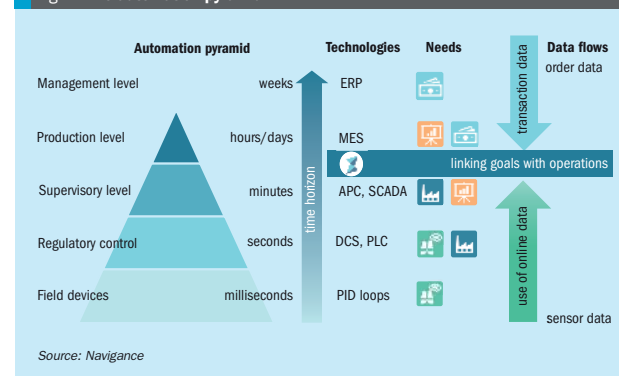 Automation pyramid Technologies Needs Data flows
order data
Management level weeks ERP
transaction data
Production level hours/days MES
linking goals with operations
Supervisory level minutes APC, SCADA
time horizon
Regulatory control seconds DCS, PLC
use of online data
Field devices milliseconds PID loops
sensor data
Source: Navigance